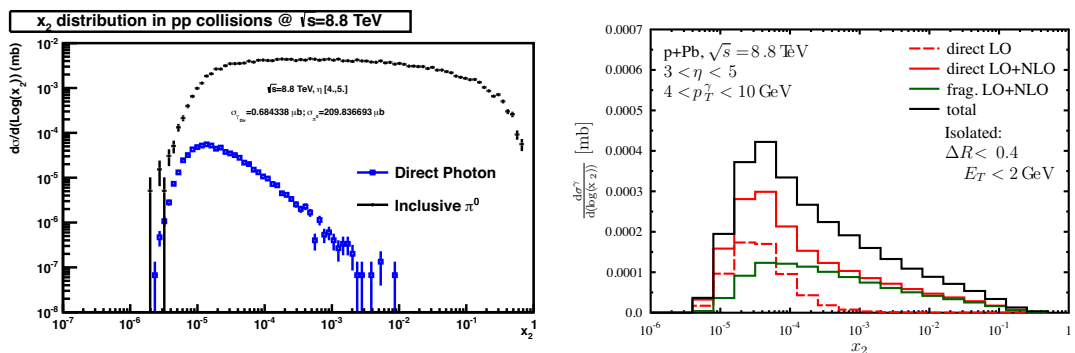 x₂ distribution in pp collisions @ √s=8.8 TeV
dσ/d(Log(x₂)) (mb)
10⁻²
10⁻³
10⁻⁴
10⁻⁵
10⁻⁶
10⁻⁷
10⁻⁸
√s=8.8 TeV, η [4.,5.]
σ_γDir=0.684338 μb; σ_π⁰=209.836693 μb
Direct Photon
Inclusive π⁰
10⁻⁷ 10⁻⁶ 10⁻⁵ 10⁻⁴ 10⁻³ 10⁻² 10⁻¹ 1
x₂
dσ^γ/d(log(x₂)) [mb]
0.0007
0.0006
0.0005
0.0004
0.0003
0.0002
0.0001
0.0
p+Pb, √s = 8.8 TeV
3 < η < 5
4 < p_T^γ < 10 GeV
direct LO
direct LO+NLO
frag. LO+NLO
total
Isolated:
ΔR < 0.4
E_T < 2 GeV
10⁻⁶ 10⁻⁵ 10⁻⁴ 10⁻³ 10⁻² 10⁻¹ 1
x₂